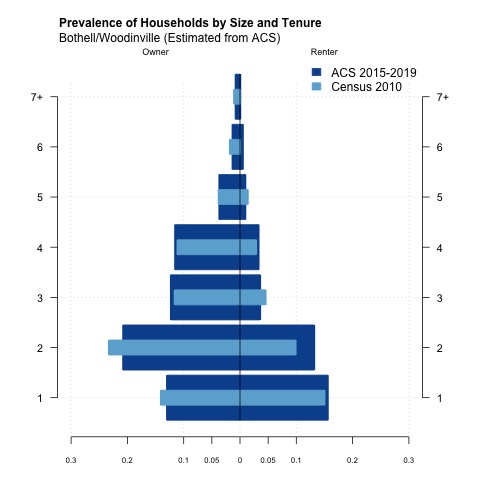 Prevalence of Households by Size and Tenure
Bothell/Woodinville (Estimated from ACS)
Owner Renter
ACS 2015-2019
Census 2010
7+ 7+
6 6
5 5
4 4
3 3
2 2
1 1
0.3 0.2 0.1 0.05 0 0.05 0.1 0.2 0.3